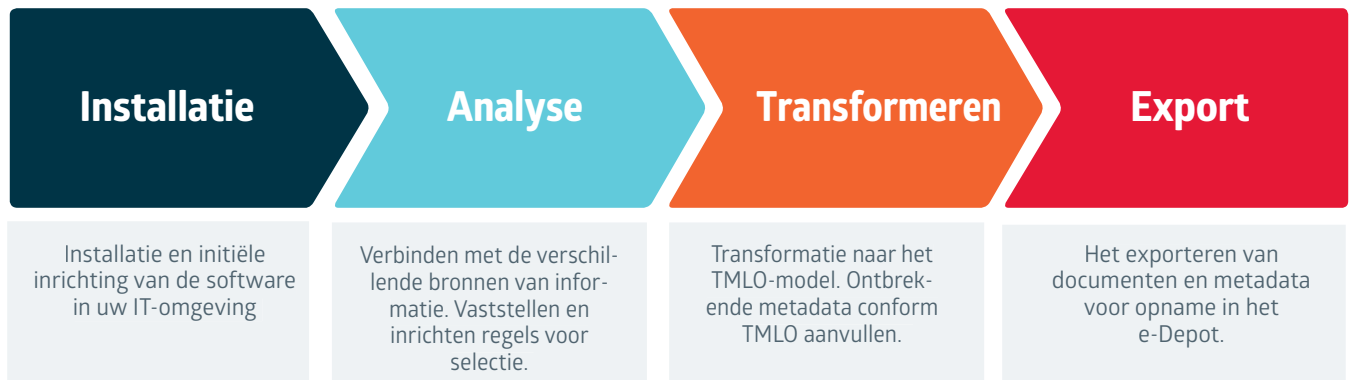 Installatie
Analyse
Transformeren
Export
Installatie en initiële
inrichting van de software
in uw IT-omgeving
Verbinden met de verschil-
lende bronnen van infor-
matie. Vaststellen en
inrichten regels voor
selectie.
Transformatie naar het
TMLO-model. Ontbrek-
ende metadata conform
TMLO aanvullen.
Het exporteren van
documenten en metadata
voor opname in het
e-Depot.